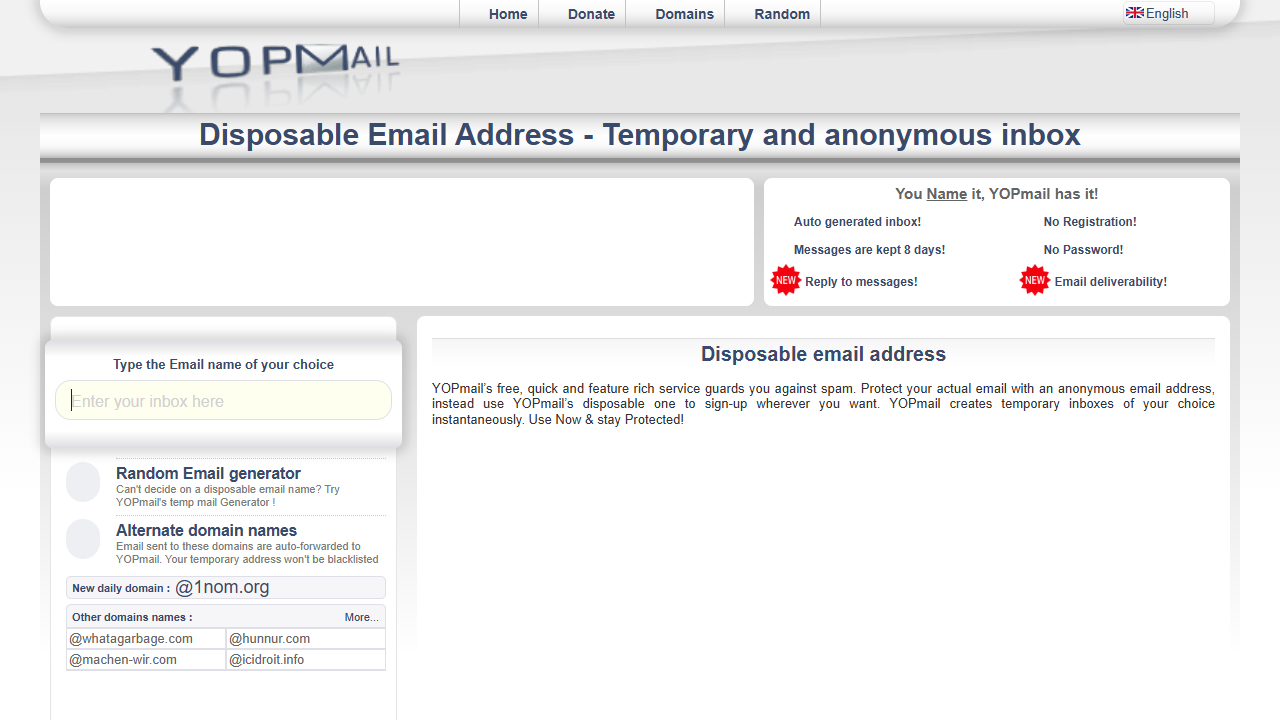 Home Donate Domains Random English
YOPMAIL
Disposable Email Address - Temporary and anonymous inbox
You Name it, YOPmail has it!
Auto generated inbox! No Registration!
Messages are kept 8 days! No Password!
NEW Reply to messages! NEW Email deliverability!
Type the Email name of your choice
Enter your inbox here
Random Email generator
Can't decide on a disposable email name? Try
YOPmail's temp mail Generator !
Alternate domain names
Email sent to these domains are auto-forwarded to
YOPmail. Your temporary address won't be blacklisted
New daily domain : @1nom.org
Other domains names : More...
@whatagarbage.com @hunnur.com
@machen-wir.com @icidroit.info
Disposable email address
YOPmail's free, quick and feature rich service guards you against spam. Protect your actual email with an anonymous email address,
instead use YOPmail's disposable one to sign-up wherever you want. YOPmail creates temporary inboxes of your choice
instantaneously. Use Now & stay Protected!